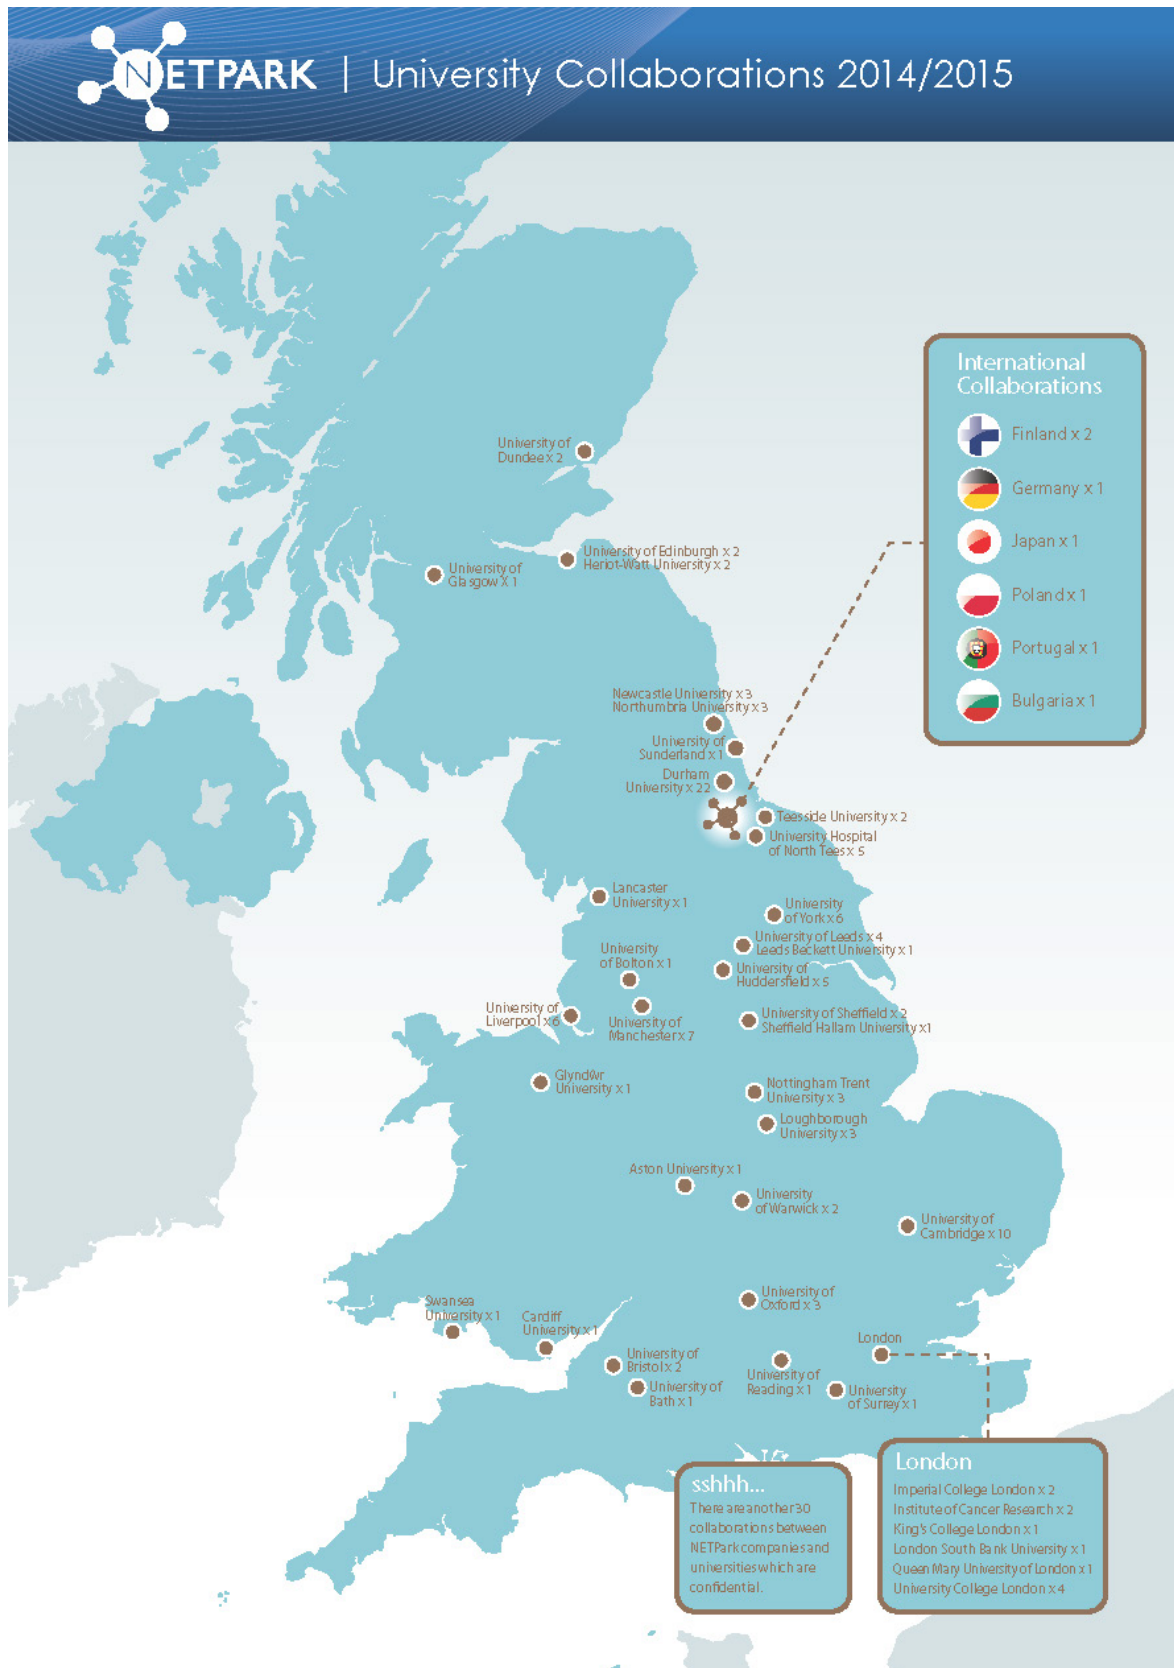 NETPARK | University Collaborations 2014/2015
International
Collaborations
Finland x 2
Germany x 1
Japan x 1
Poland x 1
Portugal x 1
Bulgaria x 1
University of
Dundee x 2
University of Edinburgh x 2
Heriot-Watt University x 2
University of
Glasgow X 1
Newcastle University x 3
Northumbria University x 3
University of
Sunderland x 1
Durham
University x 22
Teesside University x 2
University Hospital
of North Tees x 5
Lancaster
University x 1
University
of York x 6
University of Leeds x 4
Leeds Beckett University x 1
University
of Bolton x 1
University of
Huddersfield x 5
University of
Liverpool x 6
University of
Manchester x 7
University of Sheffield x 2
Sheffield Hallam University x1
Glyndŵr
University x 1
Nottingham Trent
University x 3
Loughborough
University x 3
Aston University x 1
University
of Warwick x 2
University of
Cambridge x 10
University of
Oxford x 3
Swansea
University x 1
Cardiff
University x 1
London
University of
Bristol x 2
University of
Bath x 1
University of
Reading x 1
University
of Surrey x 1
sshhh...
There are another 30
collaborations between
NETPark companies and
universities which are
confidential.
London
Imperial College London x 2
Institute of Cancer Research x 2
King's College London x 1
London South Bank University x 1
Queen Mary University of London x 1
University College London x 4